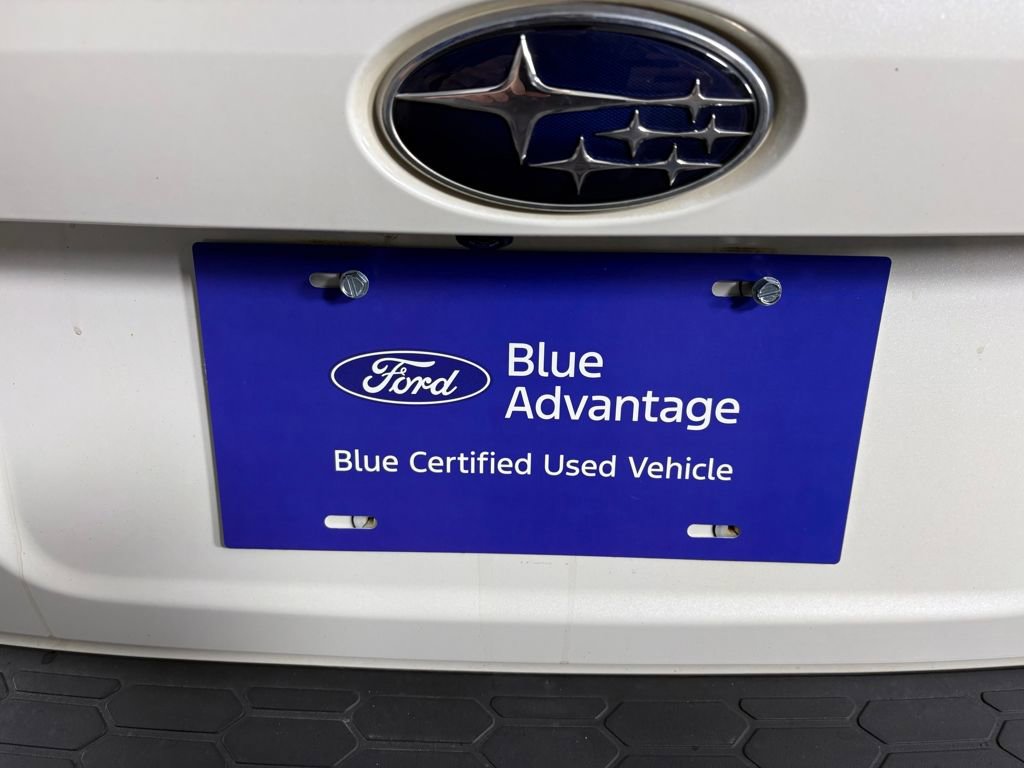 Ford
Blue
Advantage
Blue Certified Used Vehicle